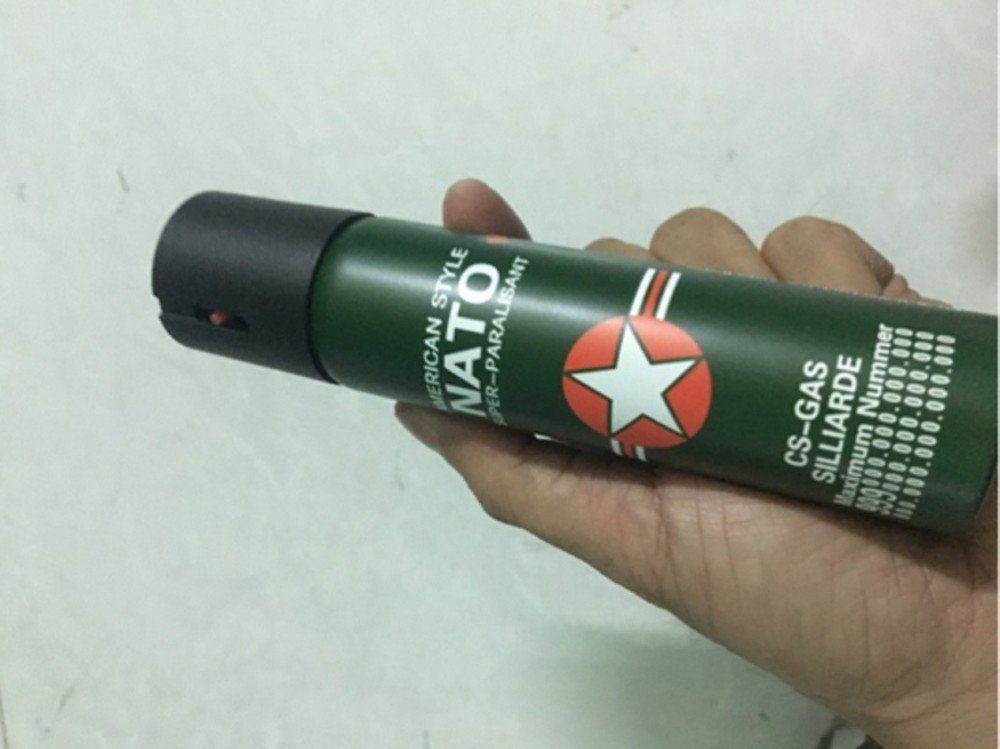 AMERICAN STYLE
NATO
SUPER-PARALISANT
CS-GAS
SILLIARDE
Maximum Nummer